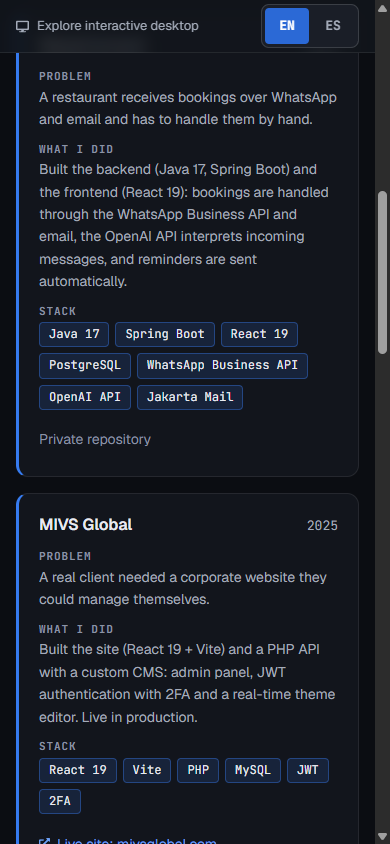 Explore interactive desktop
EN
ES
PROBLEM
A restaurant receives bookings over WhatsApp
and email and has to handle them by hand.
WHAT I DID
Built the backend (Java 17, Spring Boot) and
the frontend (React 19): bookings are handled
through the WhatsApp Business API and
email, the OpenAI API interprets incoming
messages, and reminders are sent
automatically.
STACK
Java 17
Spring Boot
React 19
PostgreSQL
WhatsApp Business API
OpenAI API
Jakarta Mail
Private repository
MIVS Global
2025
PROBLEM
A real client needed a corporate website they
could manage themselves.
WHAT I DID
Built the site (React 19 + Vite) and a PHP API
with a custom CMS: admin panel, JWT
authentication with 2FA and a real-time theme
editor. Live in production.
STACK
React 19
Vite
PHP
MySQL
JWT
2FA
Live site: mivsglobal.com